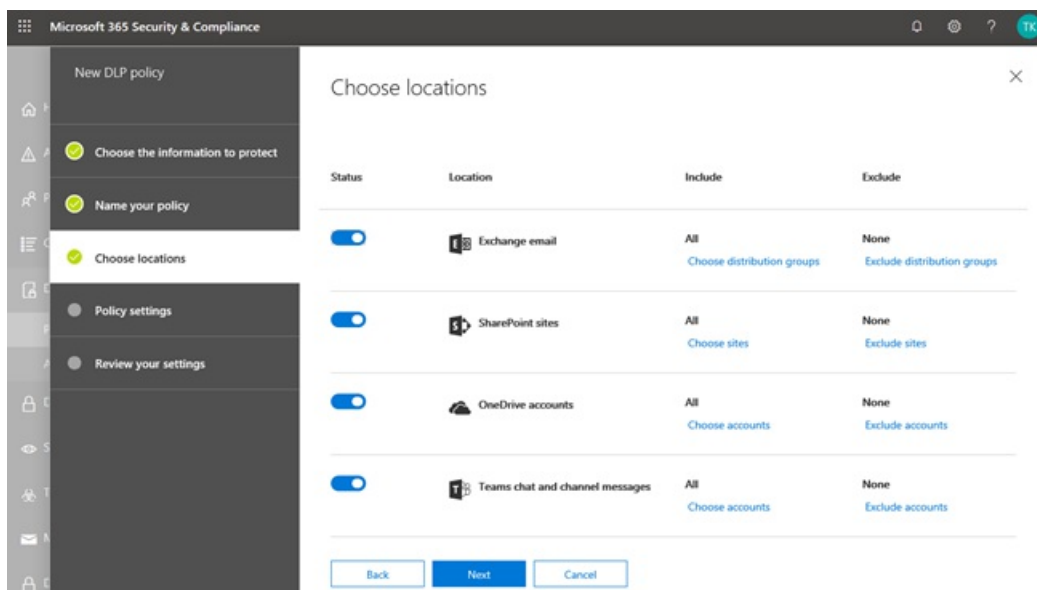 Microsoft 365 Security & Compliance
?
TK
New DLP policy
Choose the information to protect
Name your policy
Choose locations
Policy settings
Review your settings
Choose locations
Status Location Include Exclude
Exchange email All None
Choose distribution groups Exclude distribution groups
SharePoint sites All None
Choose sites Exclude sites
OneDrive accounts All None
Choose accounts Exclude accounts
Teams chat and channel messages All None
Choose accounts Exclude accounts
Back Next Cancel